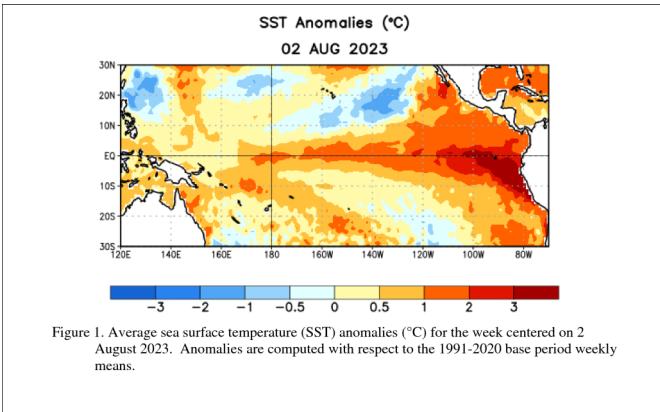 SST Anomalies (°C)
02 AUG 2023
30N
20N
10N
EQ
10S
20S
30S
120E 140E 160E 180 160W 140W 120W 100W 80W
-3 -2 -1 -0.5 0 0.5 1 2 3
Figure 1. Average sea surface temperature (SST) anomalies (°C) for the week centered on 2
August 2023. Anomalies are computed with respect to the 1991-2020 base period weekly
means.